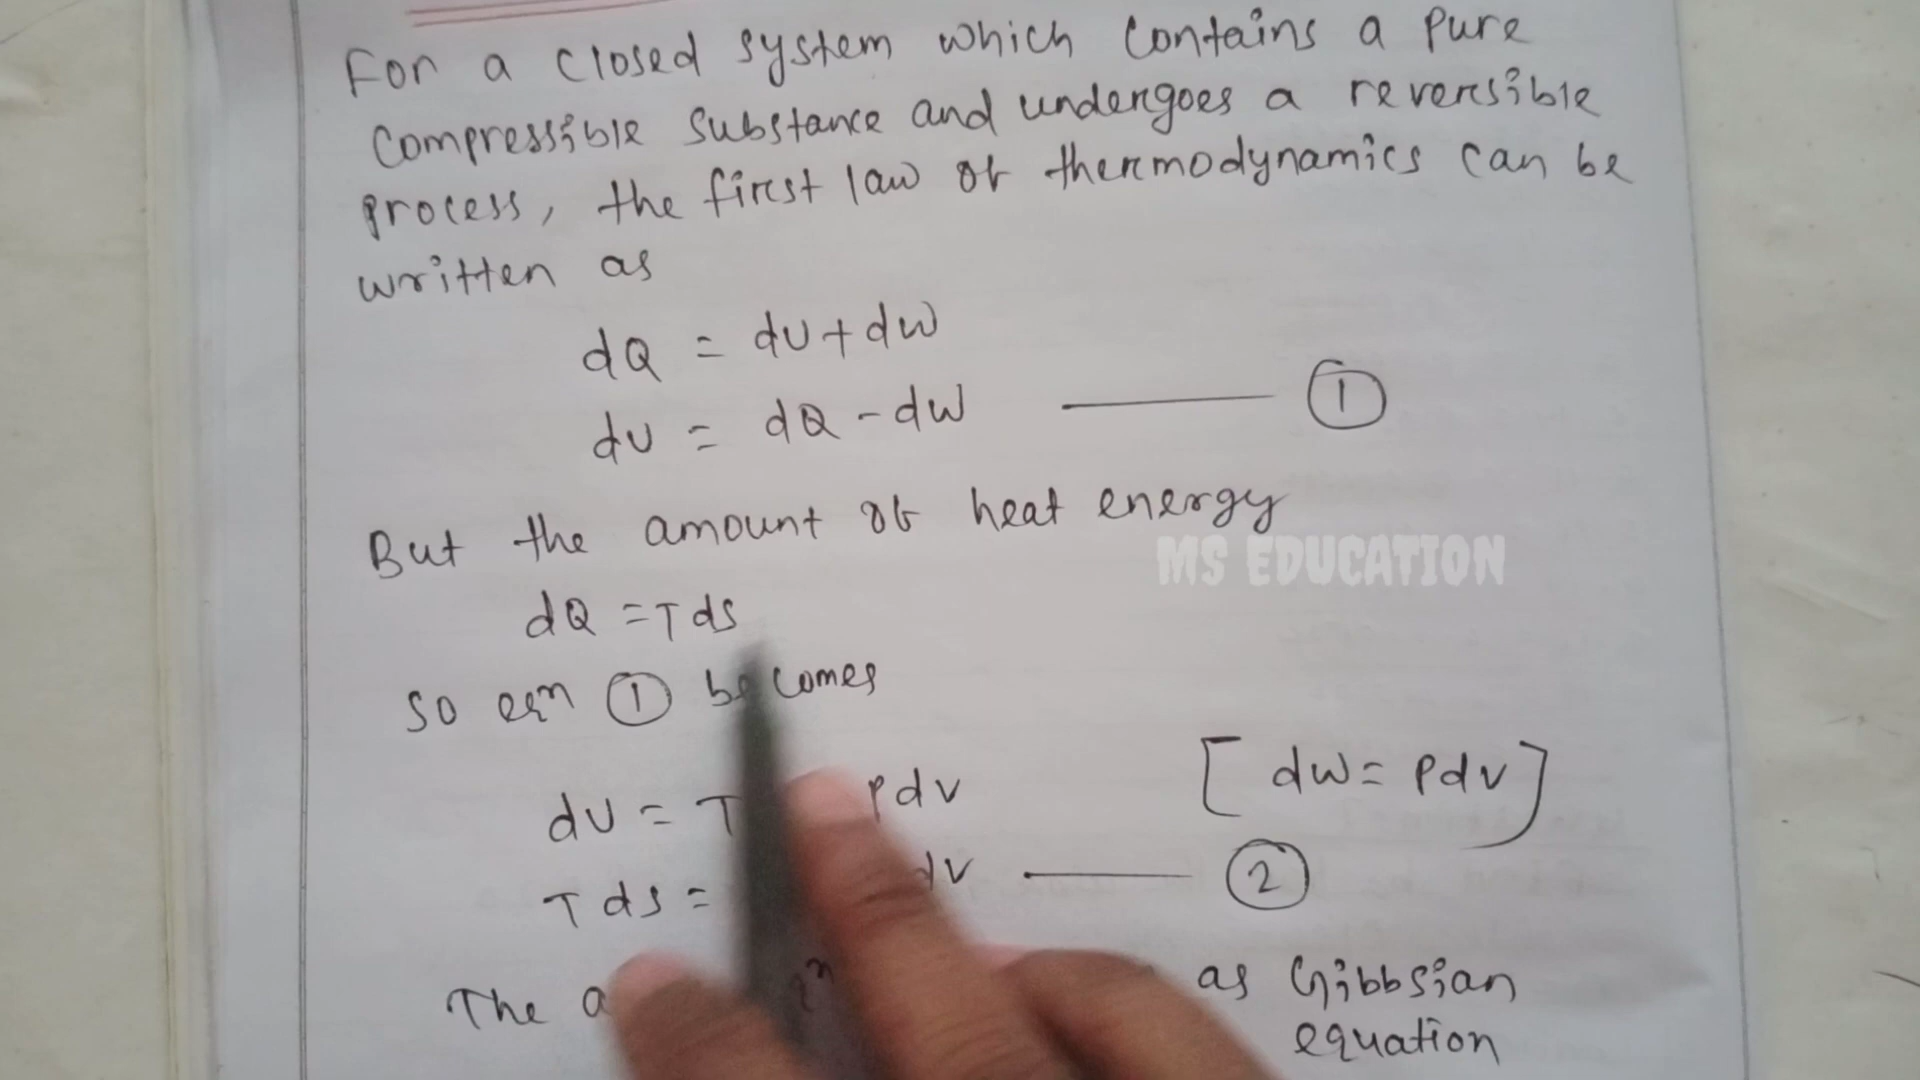 For a closed system which contains a pure
compressible substance and undergoes a reversible
process, the first law of thermodynamics can be
written as
dQ = dU + dW
dU = dQ - dW ——— ①
But the amount of heat energy
MS EDUCATION
dQ = Tds
So eqn ① becomes
dU = T pdv [dW = pdv]
Tds = dv ——— ②
The as Gibbsian
equation